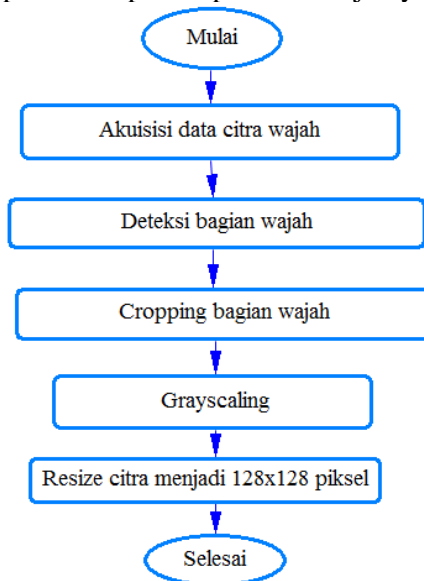 Mulai
Akuisisi data citra wajah
Deteksi bagian wajah
Cropping bagian wajah
Grayscaling
Resize citra menjadi 128x128 piksel
Selesai